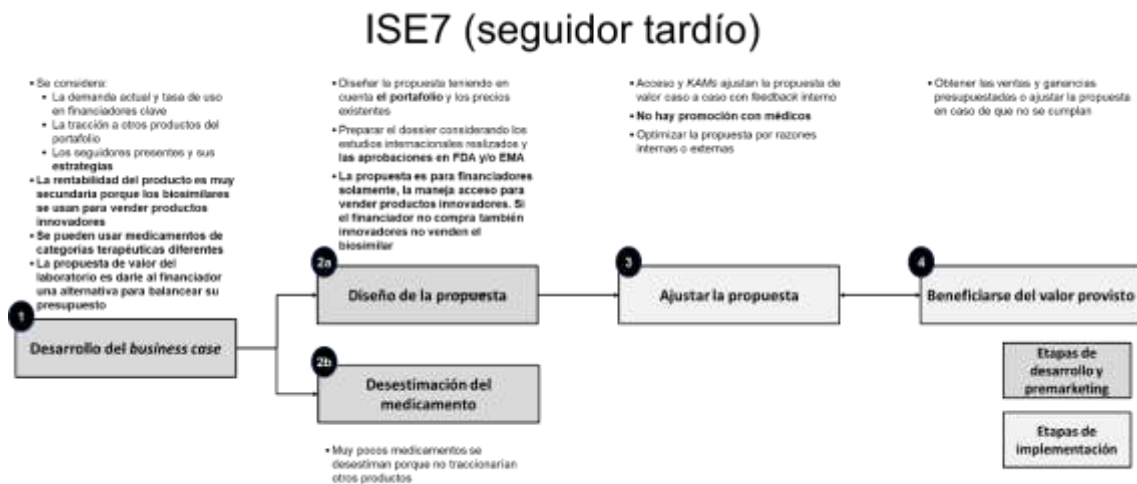 ISE7 (seguidor tardío)
• Se considera:
• La demanda actual y tasa de uso
en financiadores clave
• La tracción a otros productos del
portafolio
• Los seguidores presentes y sus
estrategias
• La rentabilidad del producto es muy
secundaria porque los biosimilares
se usan para vender productos
innovadores
• Se pueden usar medicamentos de
categorías terapéuticas diferentes
• La propuesta de valor del
laboratorio es darle al financiador
una alternativa para balancear su
presupuesto
1
Desarrollo del business case
• Diseñar la propuesta teniendo en
cuenta el portafolio y los precios
existentes
• Preparar el dossier considerando los
estudios internacionales realizados y
las aprobaciones en FDA y/o EMA
• La propuesta es para financiadores
solamente, la maneja acceso para
vender productos innovadores. Si
el financiador no compra también
innovadores no venden el
biosimilar
2a
Diseño de la propuesta
2b
Desestimación del
medicamento
• Muy pocos medicamentos se
desestiman porque no traccionarían
otros productos
• Acceso y KAMs ajustan la propuesta de
valor caso a caso con feedback interno
• No hay promoción con médicos
• Optimizar la propuesta por razones
internas o externas
3
Ajustar la propuesta
• Obtener las ventas y ganancias
presupuestadas o ajustar la propuesta
en caso de que no se cumplan
4
Beneficiarse del valor provisto
Etapas de
desarrollo y
premarketing
Etapas de
implementación